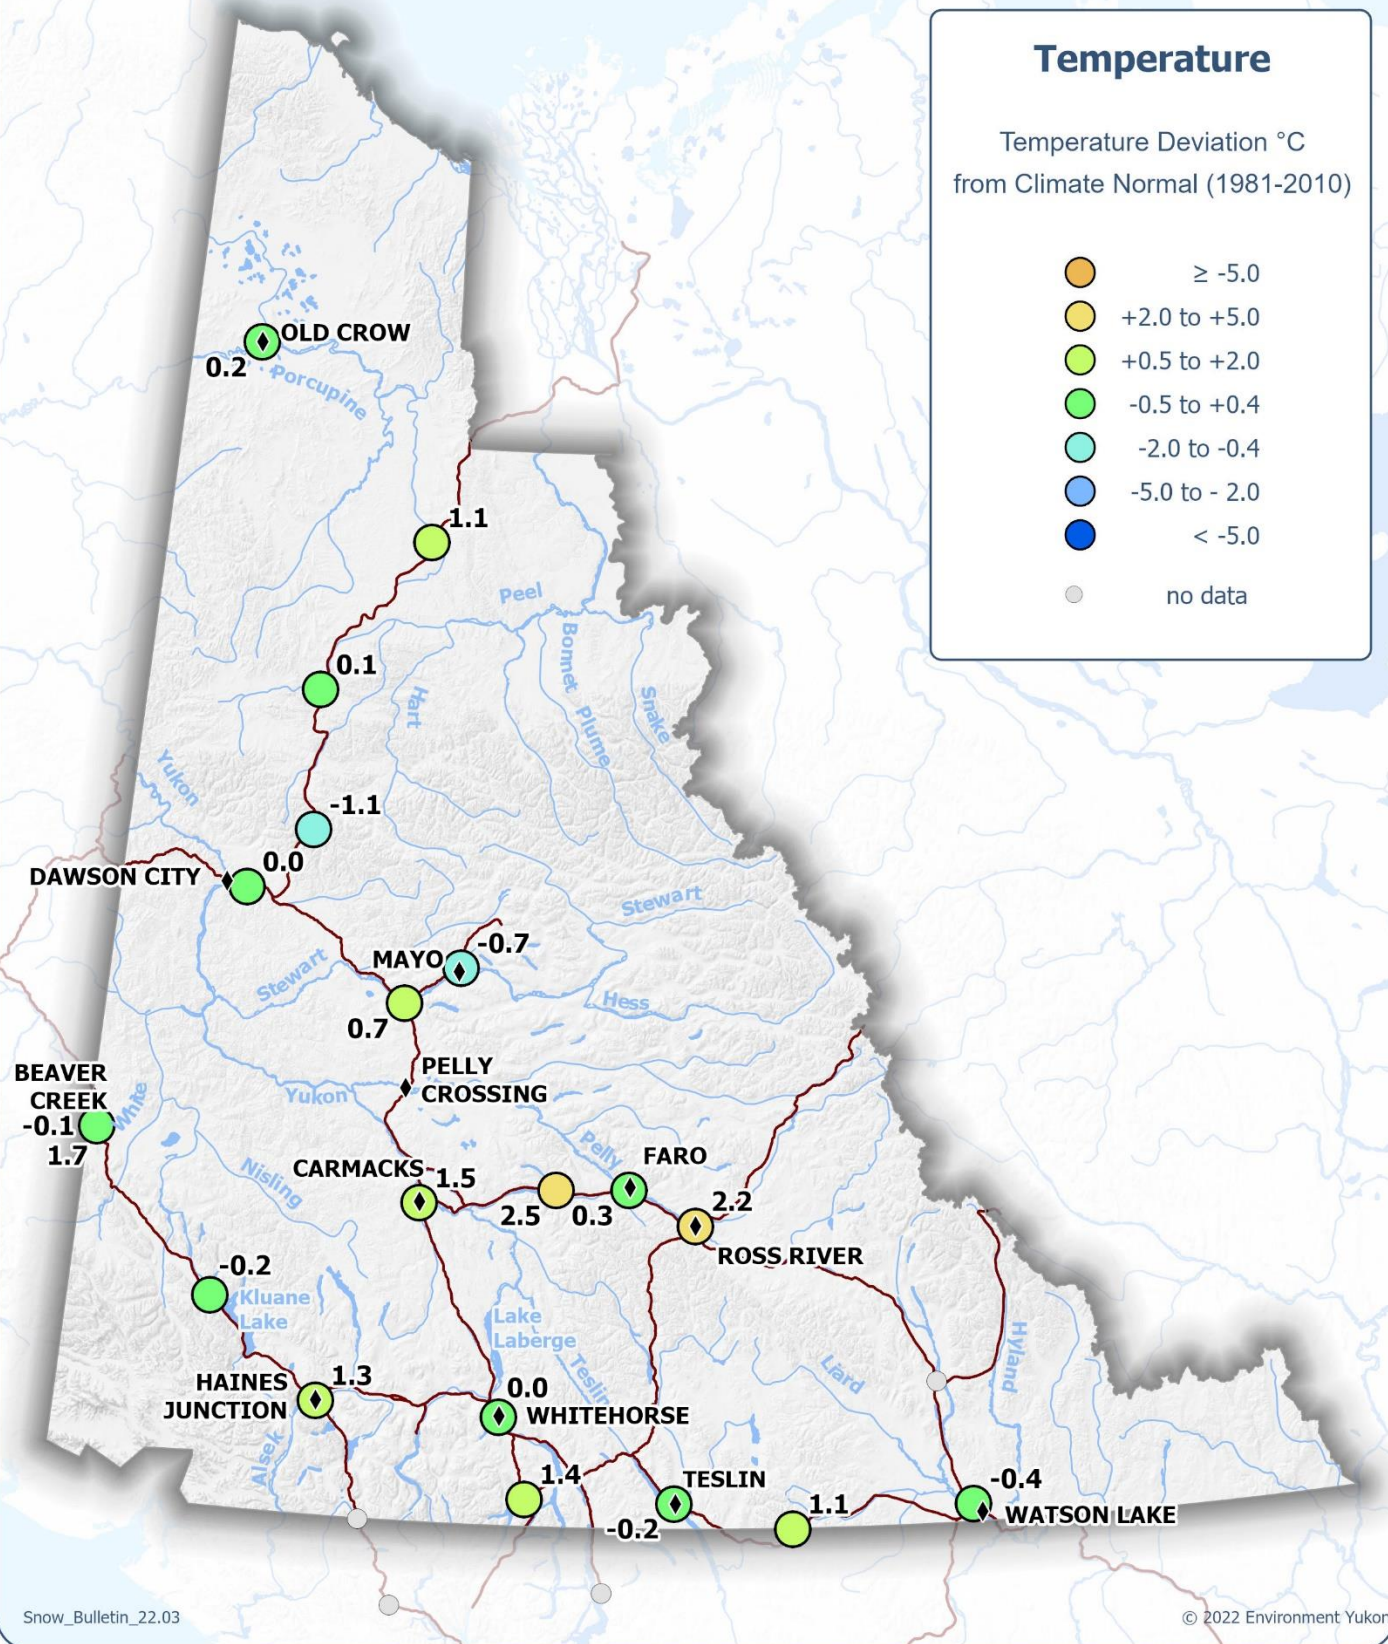 Temperature
Temperature Deviation °C
from Climate Normal (1981-2010)
≥ -5.0
+2.0 to +5.0
+0.5 to +2.0
-0.5 to +0.4
-2.0 to -0.4
-5.0 to - 2.0
< -5.0
no data
OLD CROW
0.2
Porcupine
1.1
Peel
0.1
Bonnet Plume
Hart
Snake
Yukon
-1.1
0.0
DAWSON CITY
Stewart
-0.7
MAYO
Stewart
Hess
0.7
PELLY
CROSSING
BEAVER
CREEK
Yukon
White
-0.1
1.7
Pelly
FARO
CARMACKS
1.5
Nisling
2.5
0.3
2.2
ROSS RIVER
-0.2
Kluane
Lake
Lake
Laberge
Teslin
Liard
Hyland
HAINES
JUNCTION
1.3
0.0
WHITEHORSE
Alsek
1.4
TESLIN
-0.2
1.1
-0.4
WATSON LAKE
Snow_Bulletin_22.03
© 2022 Environment Yukon